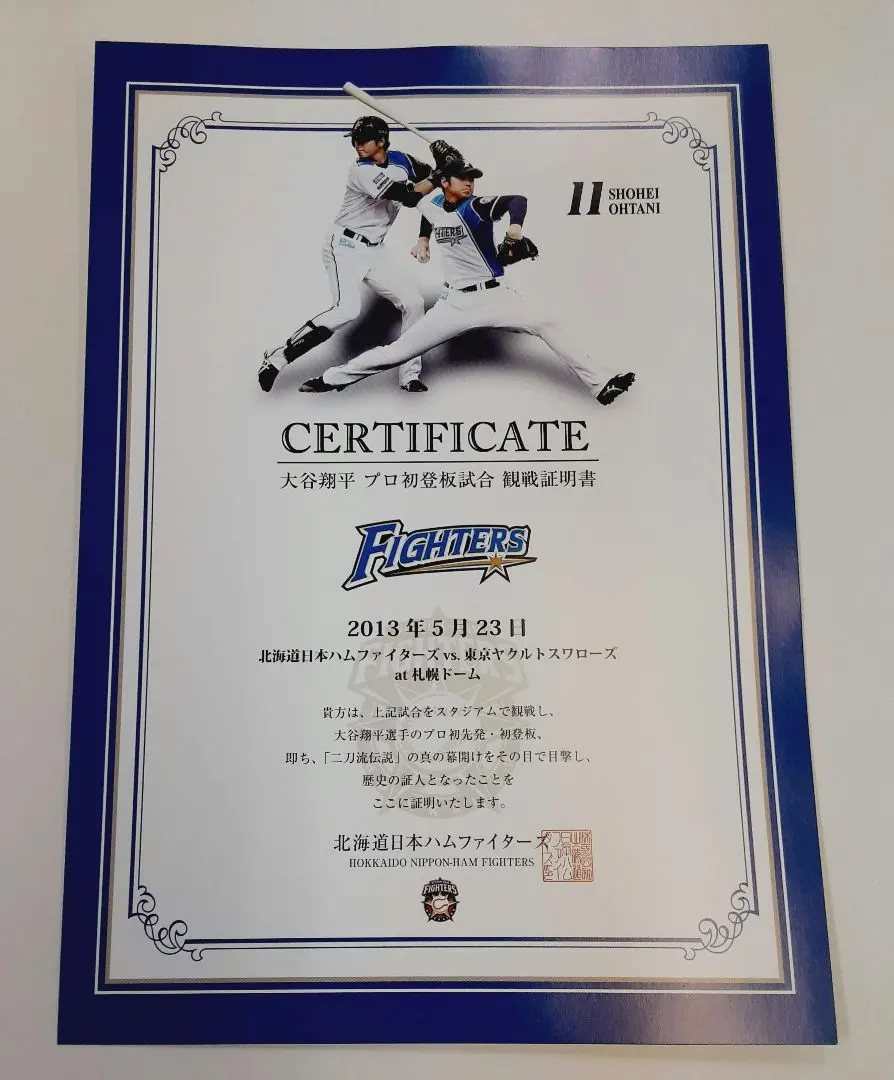 11 SHOHEI
OHTANI
FIGHTERS
CERTIFICATE
大谷翔平 プロ初登板試合 観戦証明書
FIGHTERS
2013年5月23日
北海道日本ハムファイターズ vs. 東京ヤクルトスワローズ
at 札幌ドーム
貴方は、上記試合をスタジアムで観戦し、
大谷翔平選手のプロ初先発・初登板、
即ち、「二刀流伝説」の真の幕開けをその目で目撃し、
歴史の証人となったことを
ここに証明いたします。
北海道日本ハムファイターズ
HOKKAIDO NIPPON-HAM FIGHTERS
FIGHTERS